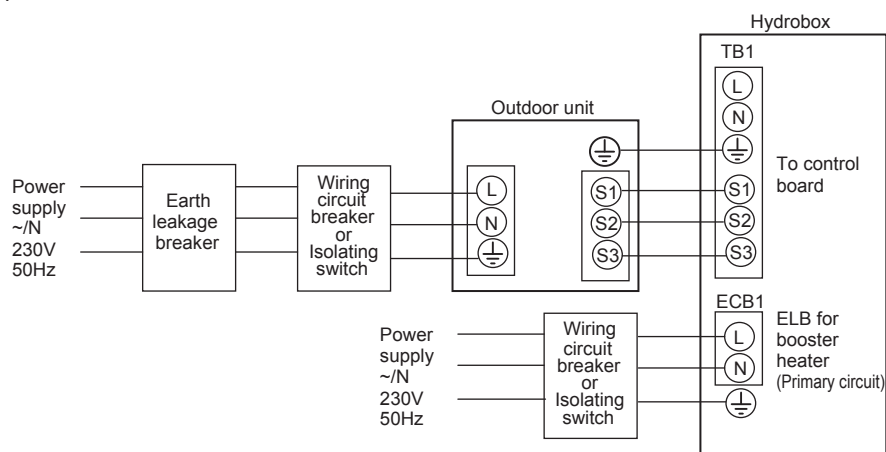 Hydrobox
TB1
L
N
Outdoor unit
To control
board
Power
supply
~/N
230V
50Hz
Earth
leakage
breaker
Wiring
circuit
breaker
or
Isolating
switch
L
N
S1
S2
S3
S1
S2
S3
ECB1
Power
supply
~/N
230V
50Hz
Wiring
circuit
breaker
or
Isolating
switch
L
N
ELB for
booster
heater
(Primary circuit)